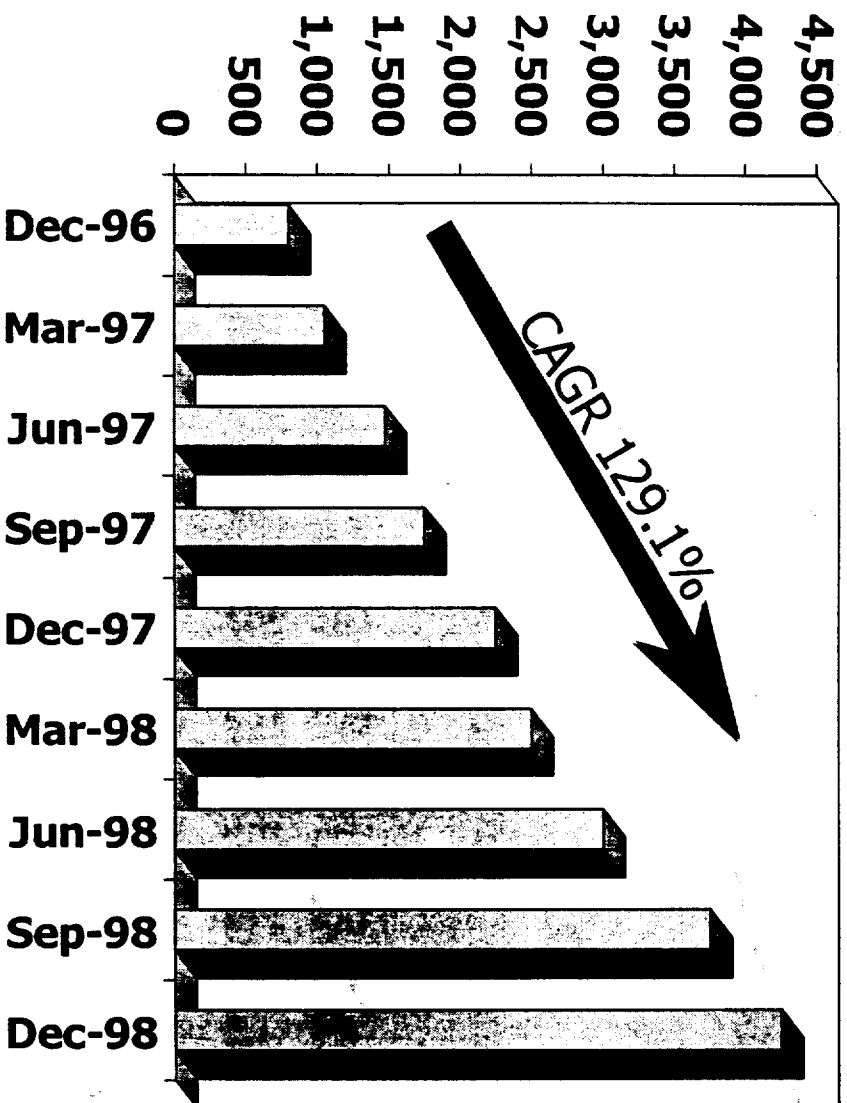 4,500
4,000
3,500
3,000
2,500
2,000
1,500
1,000
500
0
CAGR 129.1%
Dec-96
Mar-97
Jun-97
Sep-97
Dec-97
Mar-98
Jun-98
Sep-98
Dec-98